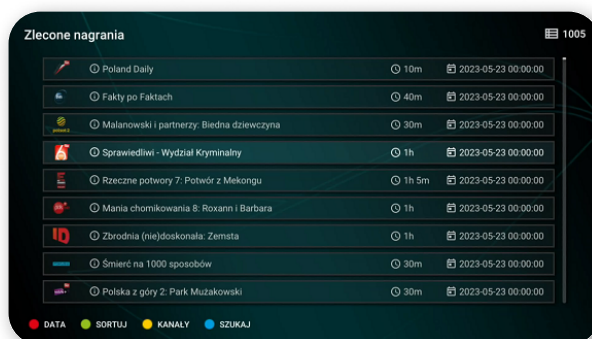 Zlecone nagrania 1005
Poland Daily 10m 2023-05-23 00:00:00
Fakty po Faktach 40m 2023-05-23 00:00:00
Malanowski i partnerzy: Biedna dziewczyna 30m 2023-05-23 00:00:00
Sprawiedliwi - Wydział Kryminalny 1h 2023-05-23 00:00:00
Rzeczne potwory 7: Potwór z Mekongu 1h 5m 2023-05-23 00:00:00
Mania chomikowania 8: Roxann i Barbara 1h 2023-05-23 00:00:00
ID Zbrodnia (nie)doskonała: Zemsta 1h 2023-05-23 00:00:00
Śmierć na 1000 sposobów 30m 2023-05-23 00:00:00
Polska z góry 2: Park Mużakowski 30m 2023-05-23 00:00:00
DATA SORTUJ KANAŁY SZUKAJ